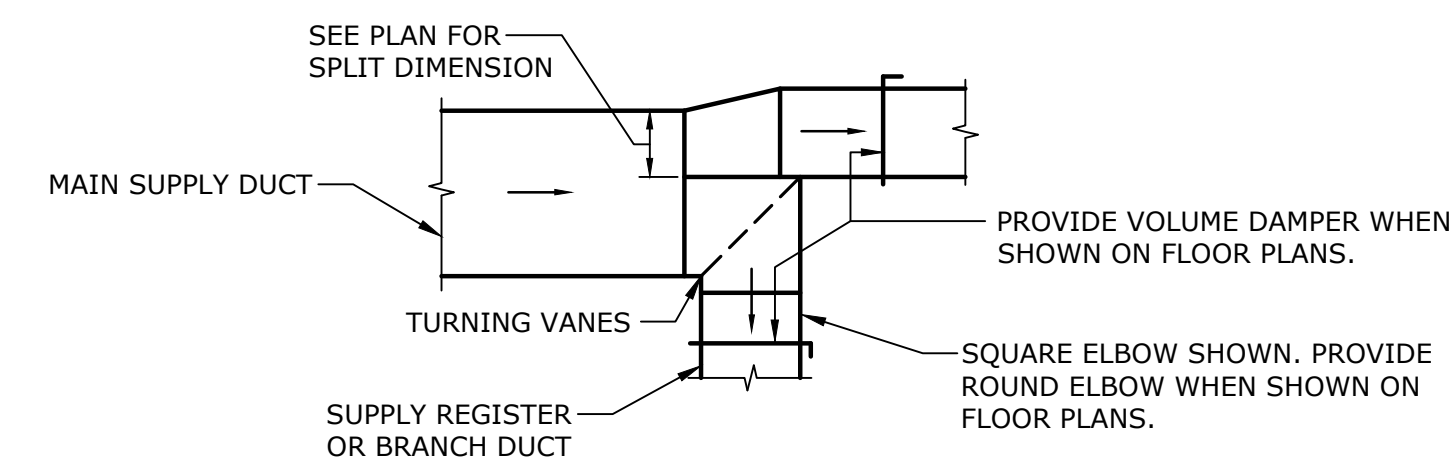 SEE PLAN FOR
SPLIT DIMENSION
MAIN SUPPLY DUCT
PROVIDE VOLUME DAMPER WHEN
SHOWN ON FLOOR PLANS.
TURNING VANES
SQUARE ELBOW SHOWN. PROVIDE
ROUND ELBOW WHEN SHOWN ON
FLOOR PLANS.
SUPPLY REGISTER
OR BRANCH DUCT